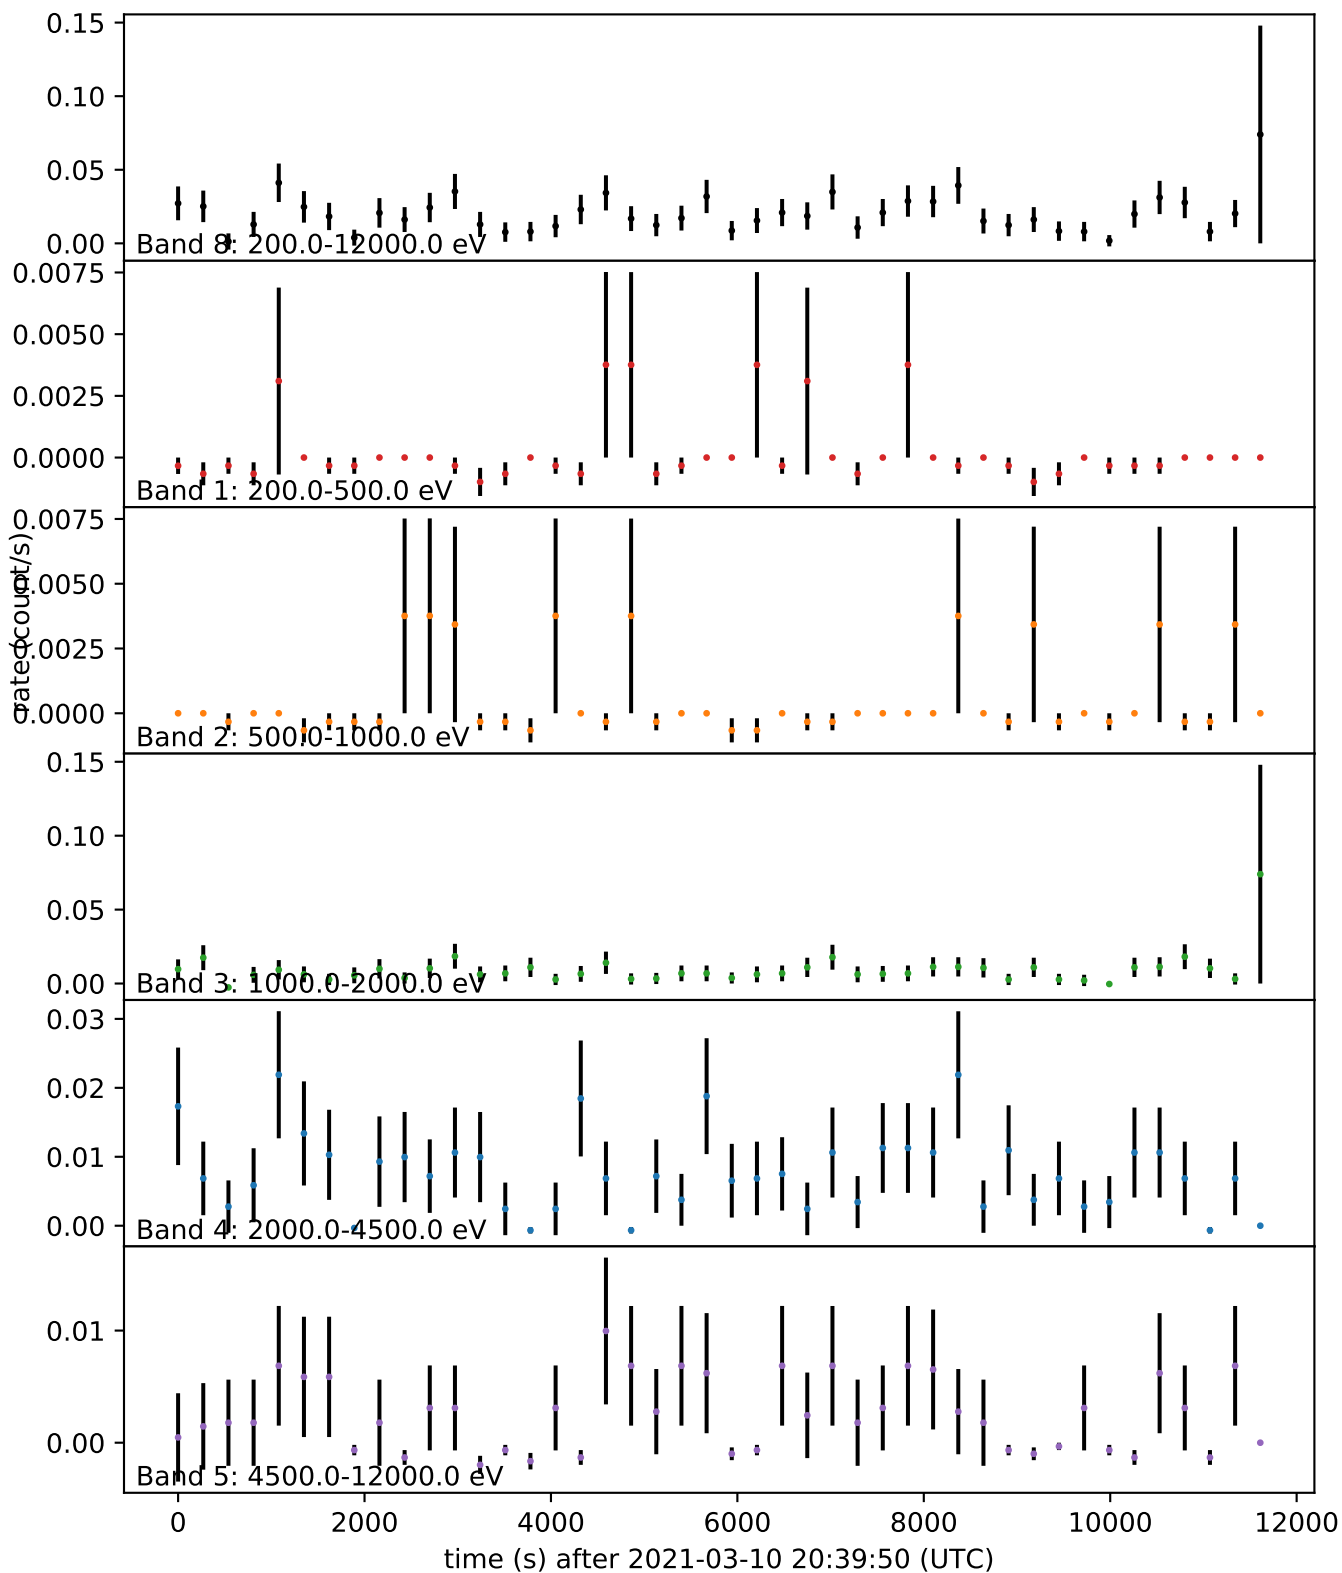 0.15
0.10
0.05
0.00
Band 8: 200.0-12000.0 eV
0.0075
0.0050
0.0025
0.0000
Band 1: 200.0-500.0 eV
rate (count/s)
0.0075
0.0050
0.0025
0.0000
Band 2: 500.0-1000.0 eV
0.15
0.10
0.05
0.00
Band 3: 1000.0-2000.0 eV
0.03
0.02
0.01
0.00
Band 4: 2000.0-4500.0 eV
0.01
0.00
Band 5: 4500.0-12000.0 eV
0 2000 4000 6000 8000 10000 12000
time (s) after 2021-03-10 20:39:50 (UTC)